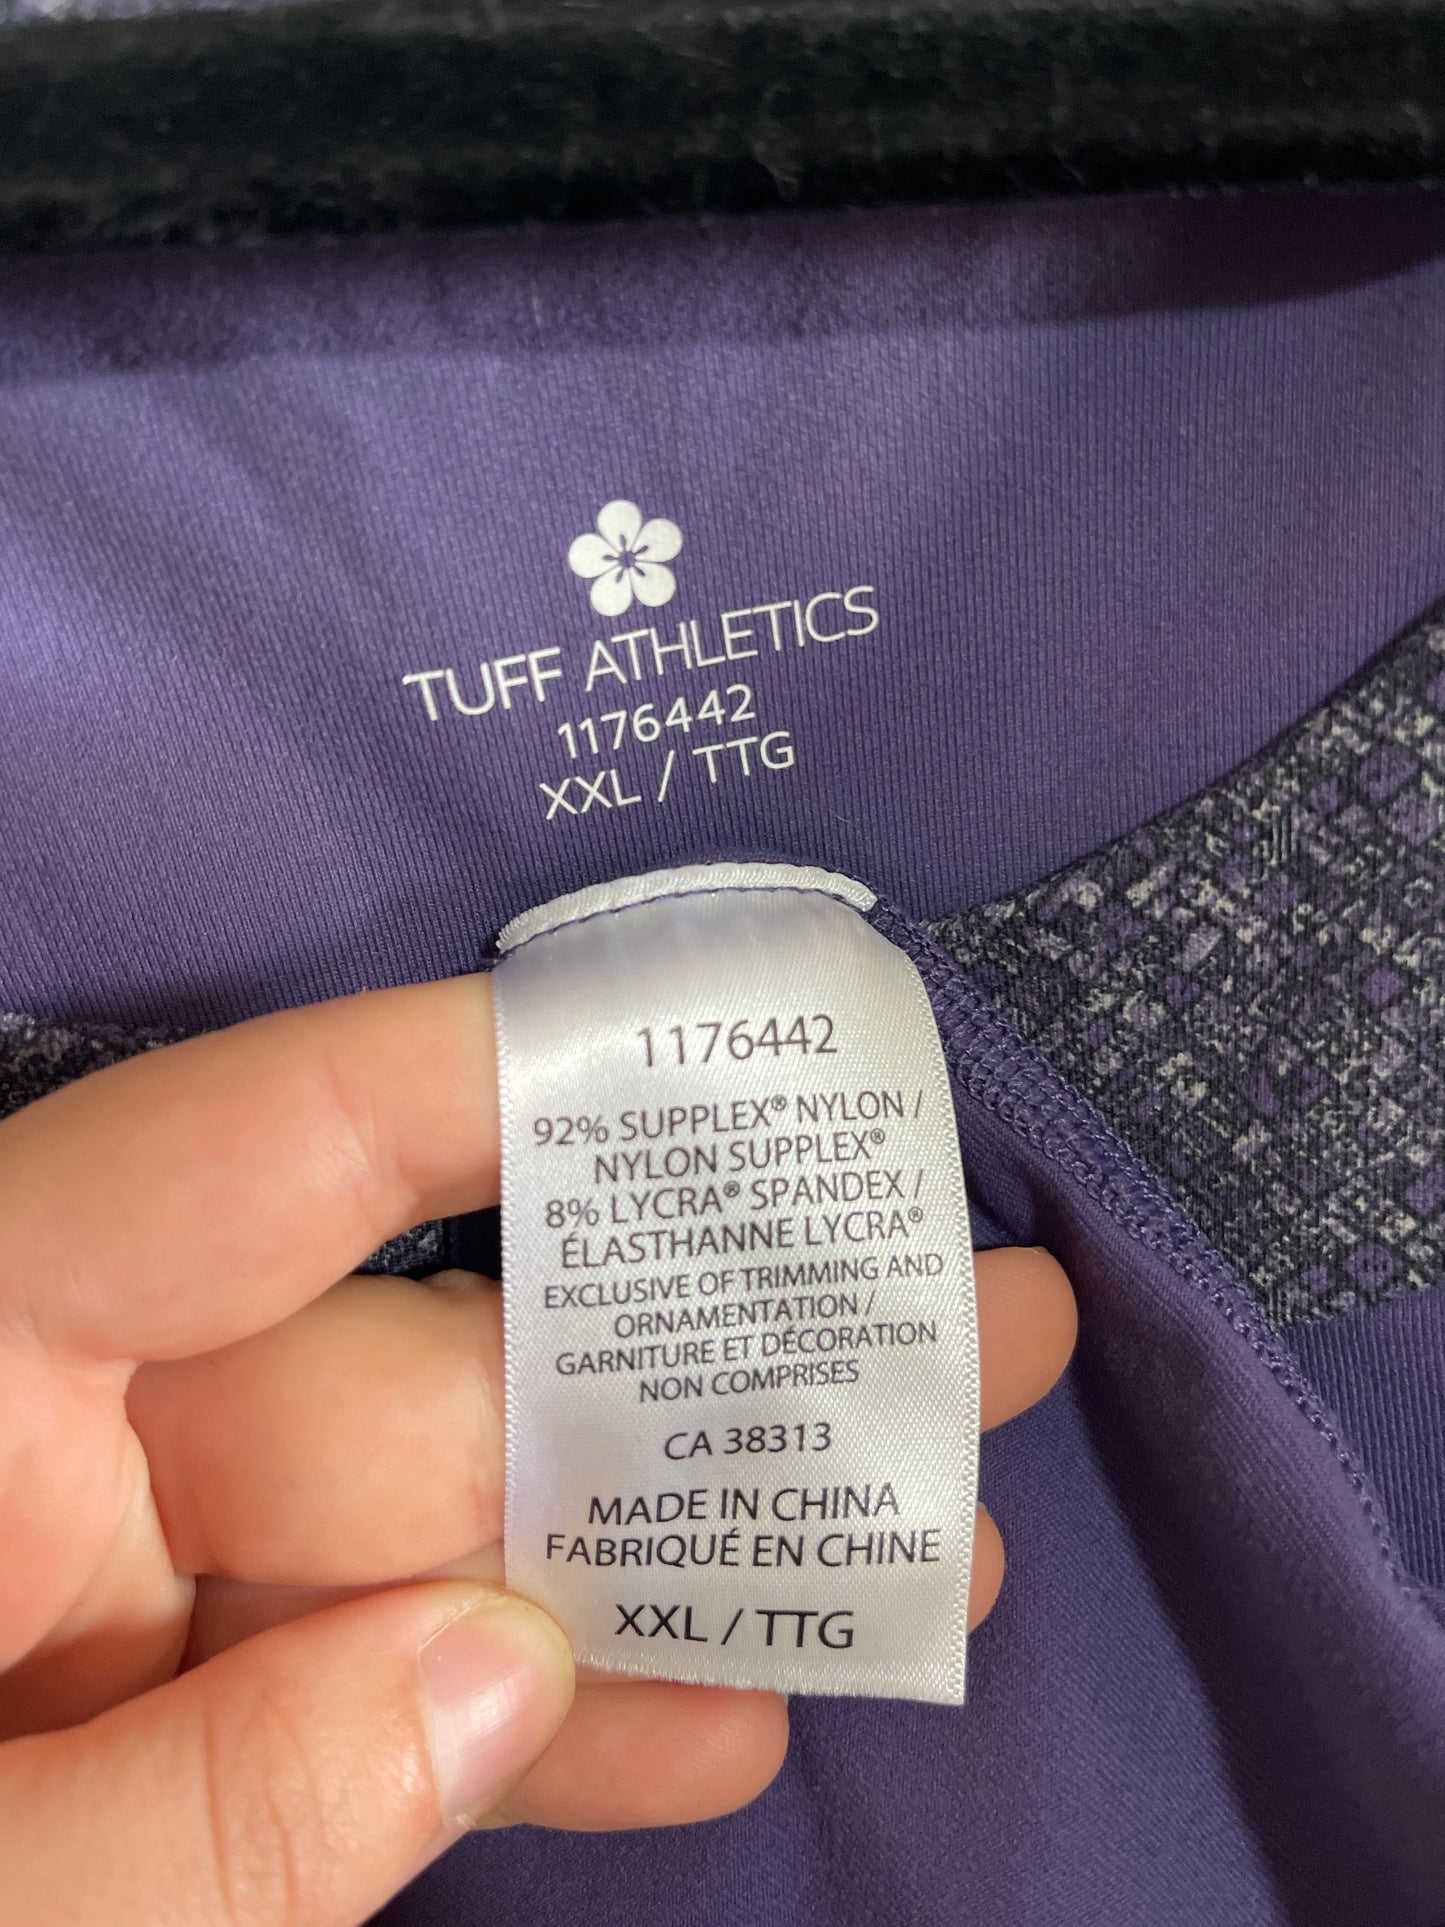 TUFF ATHLETICS
1176442
XXL / TTG
1176442
92% SUPPLEX® NYLON /
NYLON SUPPLEX®
8% LYCRA® SPANDEX /
ÉLASTHANNE LYCRA®
EXCLUSIVE OF TRIMMING AND
ORNAMENTATION /
GARNITURE ET DÉCORATION
NON COMPRISES
CA 38313
MADE IN CHINA
FABRIQUÉ EN CHINE
XXL / TTG